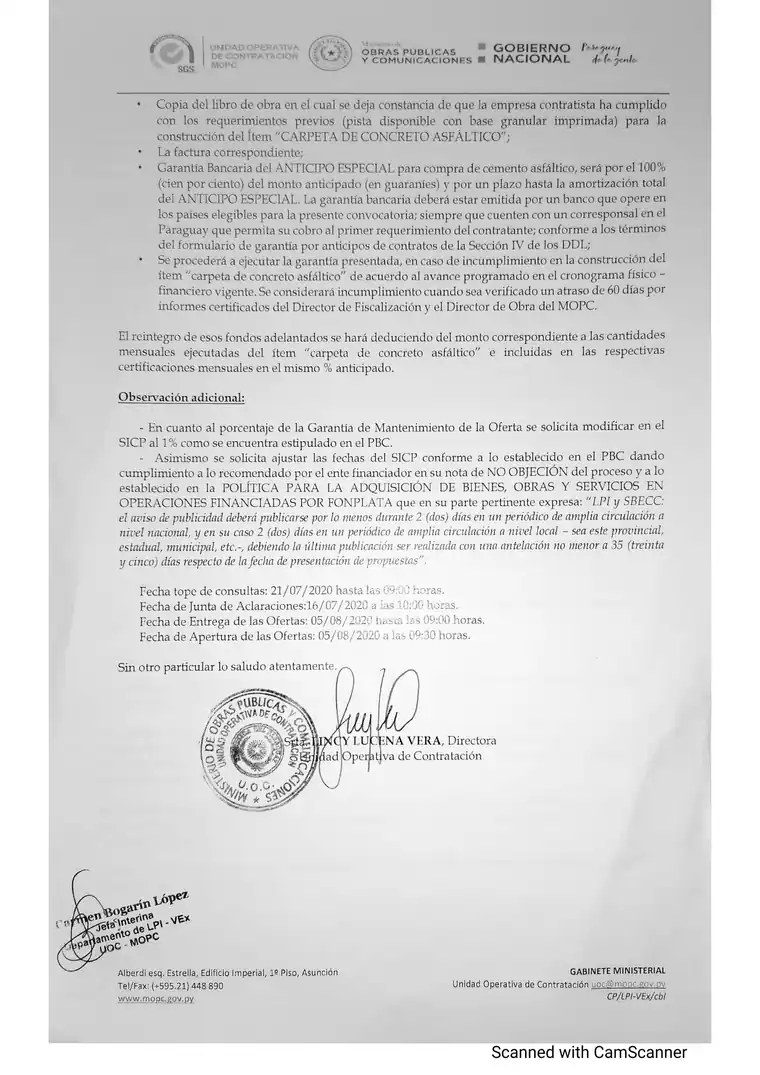 SGS
UNIDAD OPERATIVA
DE CONTRATACIÓN
MOPC
Ministerio de
OBRAS PÚBLICAS
Y COMUNICACIONES
GOBIERNO
NACIONAL
Paraguay
de la gente
• Copia del libro de obra en el cual se deja constancia de que la empresa contratista ha cumplido
con los requerimientos previos (pista disponible con base granular imprimada) para la
construcción del Ítem "CARPETA DE CONCRETO ASFÁLTICO";
• La factura correspondiente;
• Garantía Bancaria del ANTICIPO ESPECIAL para compra de cemento asfáltico, será por el 100%
(cien por ciento) del monto anticipado (en guaraníes) y por un plazo hasta la amortización total
del ANTICIPO ESPECIAL. La garantía bancaria deberá estar emitida por un banco que opere en
los países elegibles para la presente convocatoria; siempre que cuenten con un corresponsal en el
Paraguay que permita su cobro al primer requerimiento del contratante; conforme a los términos
del formulario de garantía por anticipos de contratos de la Sección IV de los DDL;
• Se procederá a ejecutar la garantía presentada, en caso de incumplimiento en la construcción del
ítem "carpeta de concreto asfáltico" de acuerdo al avance programado en el cronograma físico –
financiero vigente. Se considerará incumplimiento cuando sea verificado un atraso de 60 días por
informes certificados del Director de Fiscalización y el Director de Obra del MOPC.
El reintegro de esos fondos adelantados se hará deduciendo del monto correspondiente a las cantidades
mensuales ejecutadas del ítem "carpeta de concreto asfáltico" e incluidas en las respectivas
certificaciones mensuales en el mismo % anticipado.
Observación adicional:
- En cuanto al porcentaje de la Garantía de Mantenimiento de la Oferta se solicita modificar en el
SICP al 1% como se encuentra estipulado en el PBC.
- Asimismo se solicita ajustar las fechas del SICP conforme a lo establecido en el PBC dando
cumplimiento a lo recomendado por el ente financiador en su nota de NO OBJECIÓN del proceso y a lo
establecido en la POLÍTICA PARA LA ADQUISICIÓN DE BIENES, OBRAS Y SERVICIOS EN
OPERACIONES FINANCIADAS POR FONPLATA que en su parte pertinente expresa: "LPI y SBECC:
el aviso de publicidad deberá publicarse por lo menos durante 2 (dos) días en un periódico de amplia circulación a
nivel nacional, y en su caso 2 (dos) días en un periódico de amplia circulación a nivel local – sea este provincial,
estadual, municipal, etc.-, debiendo la última publicación ser realizada con una antelación no menor a 35 (treinta
y cinco) días respecto de la fecha de presentación de propuestas".
Fecha tope de consultas: 21/07/2020 hasta las 09:00 horas.
Fecha de Junta de Aclaraciones:16/07/2020 a las 10:00 horas.
Fecha de Entrega de las Ofertas: 05/08/2020 hasta las 09:00 horas.
Fecha de Apertura de las Ofertas: 05/08/2020 a las 09:30 horas.
Sin otro particular lo saludo atentamente.
MINISTERIO DE OBRAS PUBLICAS Y COMUNICACIONES
UNIDAD OPERATIVA DE CONTRATACION
U.O.C.
LINCY LUCENA VERA, Directora
Unidad Operativa de Contratación
Carmen Bogarín López
Jefa Interina
Departamento de LPI - VEx
UOC - MOPC
Alberdi esq. Estrella, Edificio Imperial, 1º Piso, Asunción
Tel/Fax: (+595.21) 448 890
www.mopc.gov.py
GABINETE MINISTERIAL
Unidad Operativa de Contratación uoc@mopc.gov.py
CP/LPI-VEx/cbl
Scanned with CamScanner